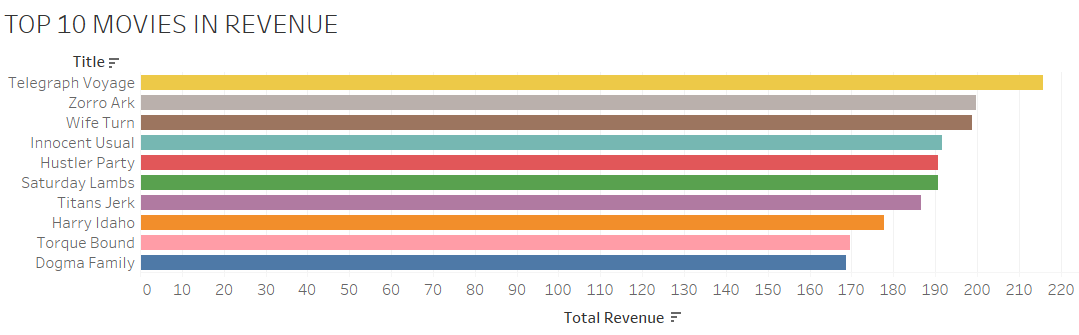 TOP 10 MOVIES IN REVENUE
Title
Telegraph Voyage
Zorro Ark
Wife Turn
Innocent Usual
Hustler Party
Saturday Lambs
Titans Jerk
Harry Idaho
Torque Bound
Dogma Family
0 10 20 30 40 50 60 70 80 90 100 110 120 130 140 150 160 170 180 190 200 210 220
Total Revenue